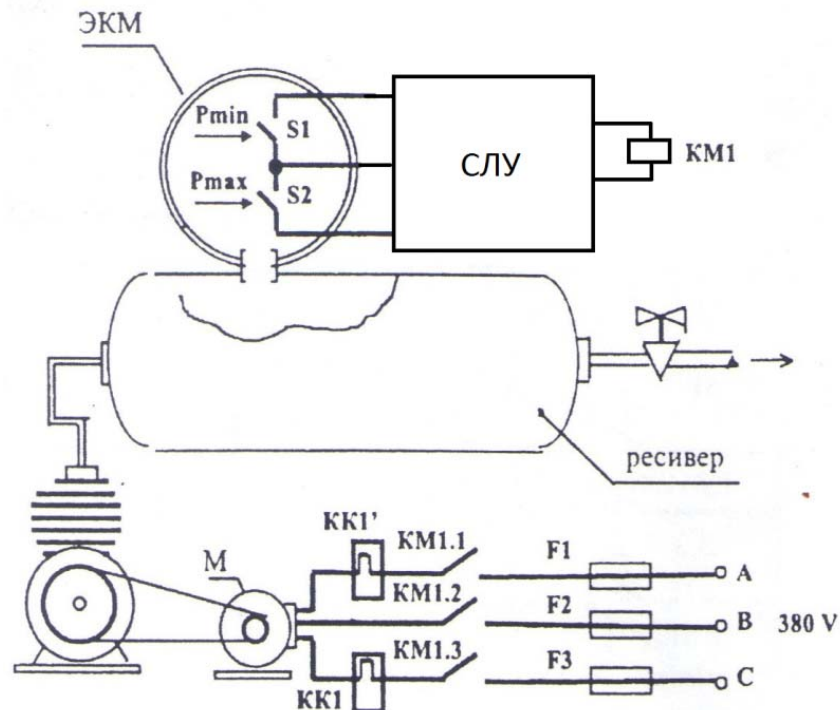 ЭКМ
Pmin
S1
Pmax
S2
СЛУ
КМ1
ресивер
КК1'
КМ1.1
F1
A
М
КМ1.2
F2
B
380 V
КМ1.3
F3
C
КК1